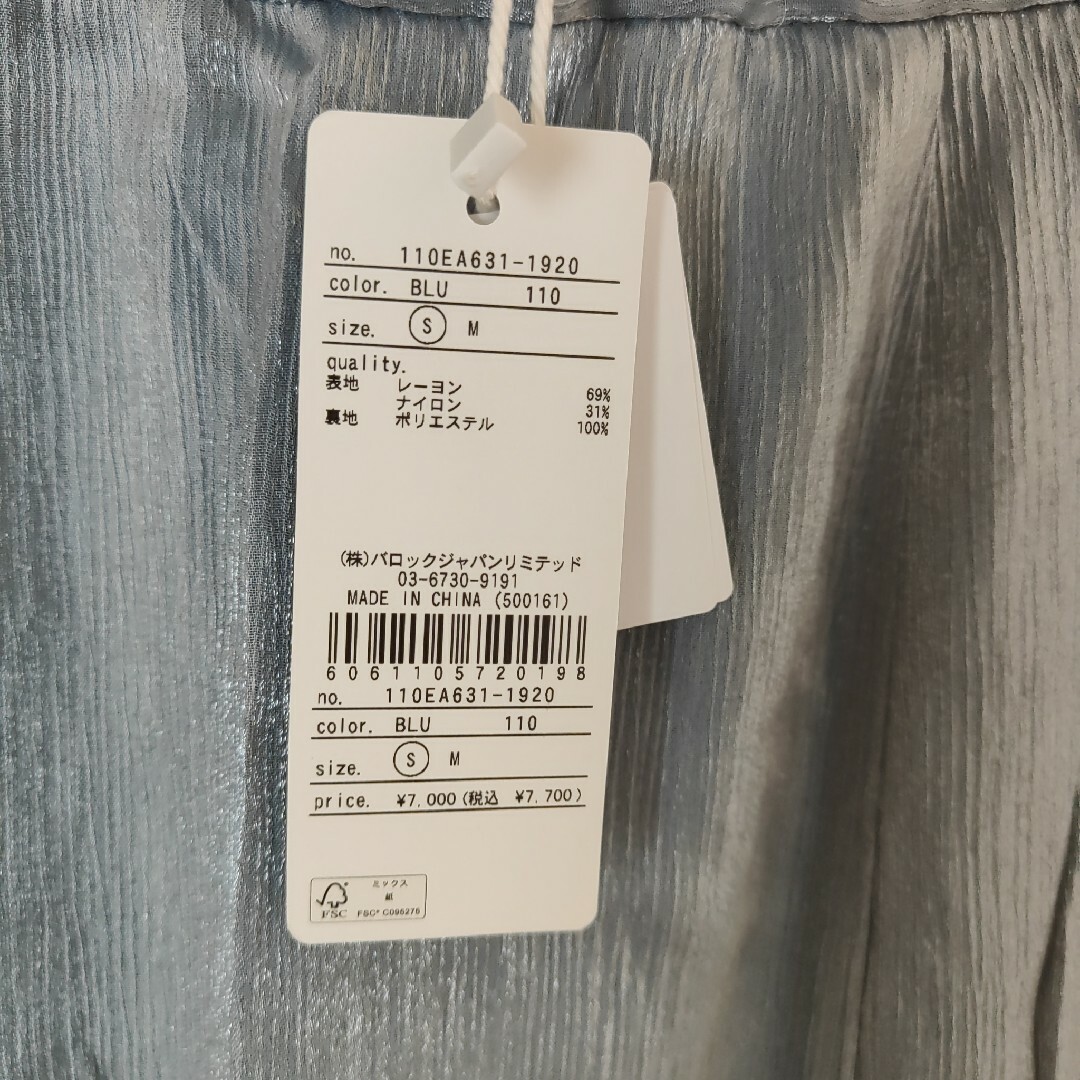 no. 110EA631-1920
color. BLU 110
size. S M
quality.
表地 レーヨン 69%
ナイロン 31%
裏地 ポリエステル 100%
(株)バロックジャパンリミテッド
03-6730-9191
MADE IN CHINA (500161)
6061105720198
no. 110EA631-1920
color. BLU 110
size. S M
price. ¥7,000(税込 ¥7,700)
ミックス
紙
FSC
FSC® C095275